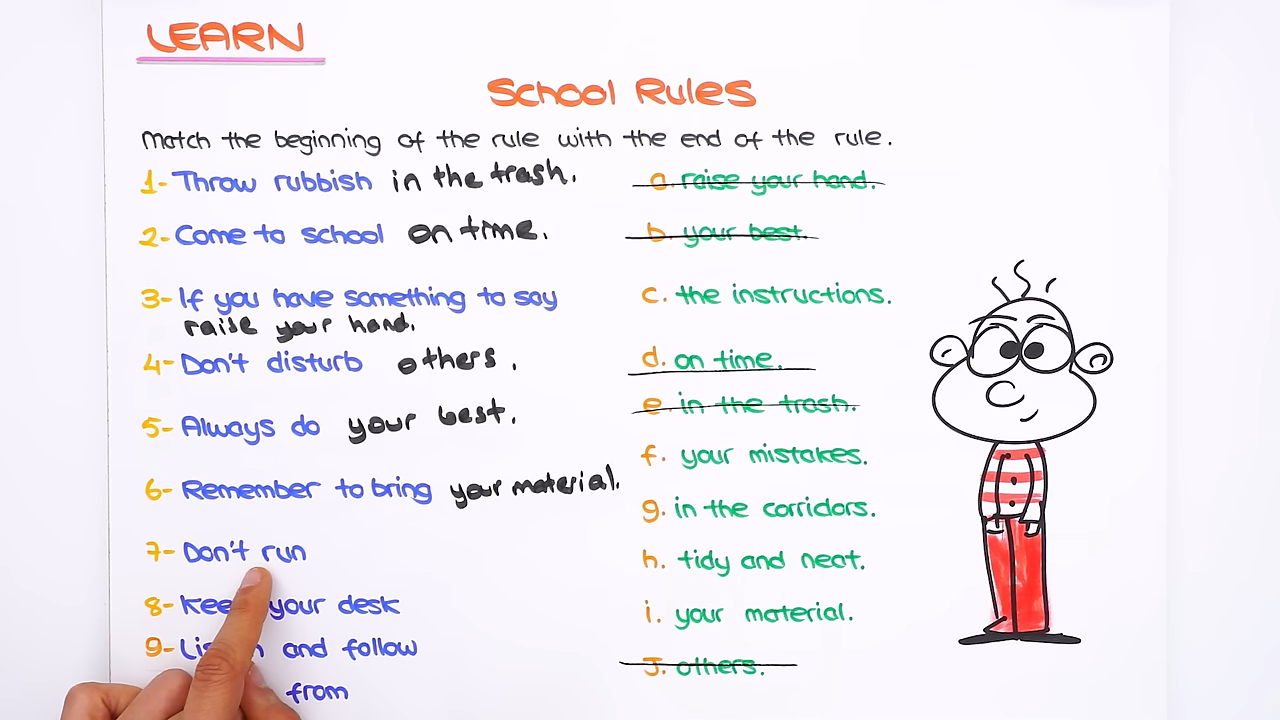 LEARN
School Rules
Match the beginning of the rule with the end of the rule.
1- Throw rubbish in the trash.
a. raise your hand.
2- Come to school on time.
b. your best.
3- If you have something to say
raise your hand.
c. the instructions.
4- Don't disturb others.
d. on time.
e in the trash.
5- Always do your best.
f. your mistakes.
6- Remember to bring your material.
g. in the corridors.
7- Don't run
h. tidy and neat.
8- your desk
i. your material.
9- and follow
J. others.
from